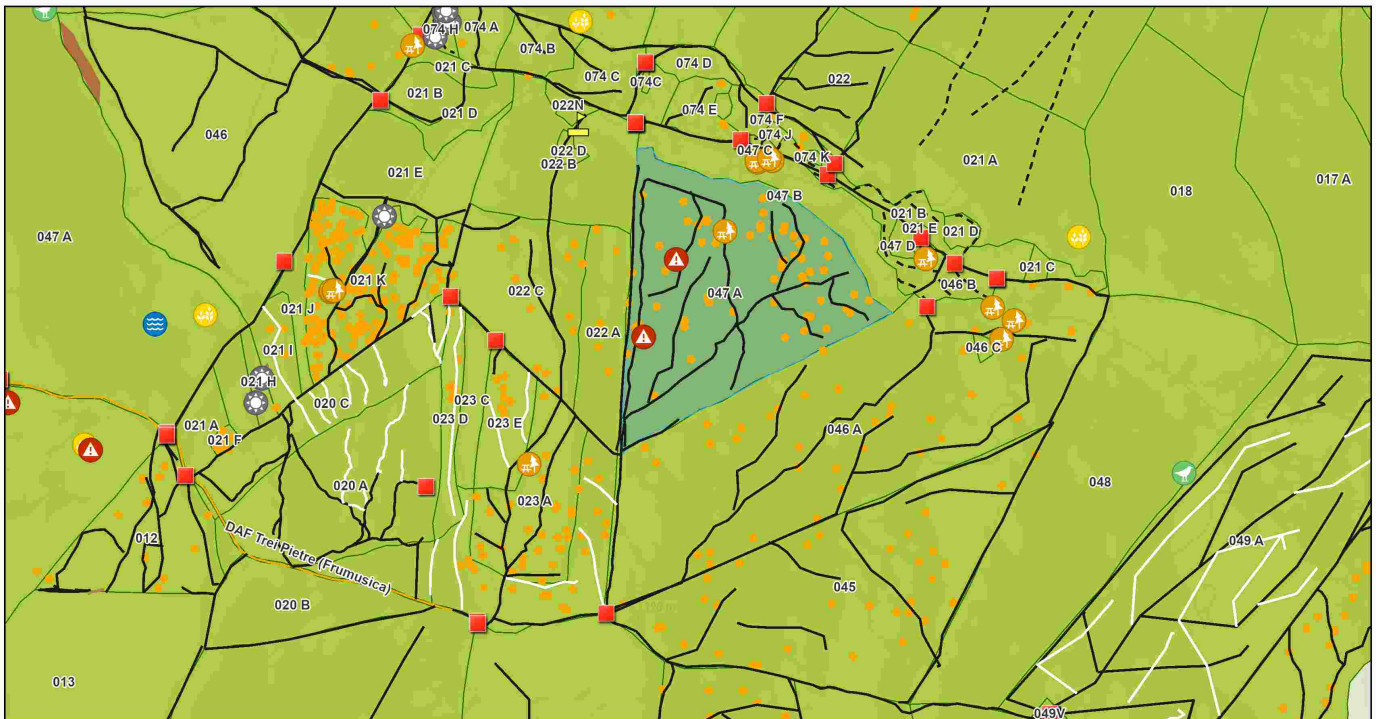 074 H
074 A
074 B
021 C
074 D
022
074 C
074C
021 B
074 E
022N
021 D
074 F
046
074 J
022 D
047 C
074 K
022 B
021 A
021 E
018
017 A
047 B
021 B
021 E
021 D
047 A
047 D
021 C
021 K
046 B
022 C
047 A
021 J
022 A
021 I
046 C
021 H
020 C
023 C
023 D
023 E
021 A
046 A
021 F
048
020 A
023 A
DAF Trei Pietre (Frumusica)
012
049 A
045
020 B
013
049V